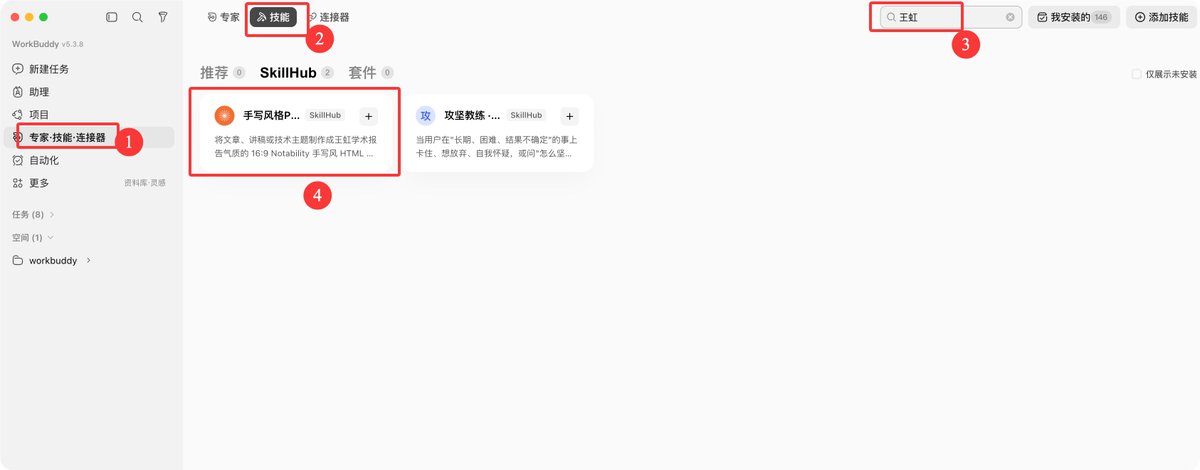 专家
技能
连接器
王虹
我安装的 146
添加技能
WorkBuddy v5.3.8
新建任务
助理
项目
专家·技能·连接器
自动化
更多
资料库·灵感
任务 (8)
空间 (1)
workbuddy
推荐 0
SkillHub 2
套件 0
仅展示未安装
手写风格P... SkillHub +
将文章、讲稿或技术主题制作成王虹学术报
告气质的 16:9 Notability 手写风 HTML ...
攻 攻坚教练 ·... SkillHub +
当用户在"长期、困难、结果不确定"的事上
卡住、想放弃、自我怀疑，或问"怎么坚...
1
2
3
4